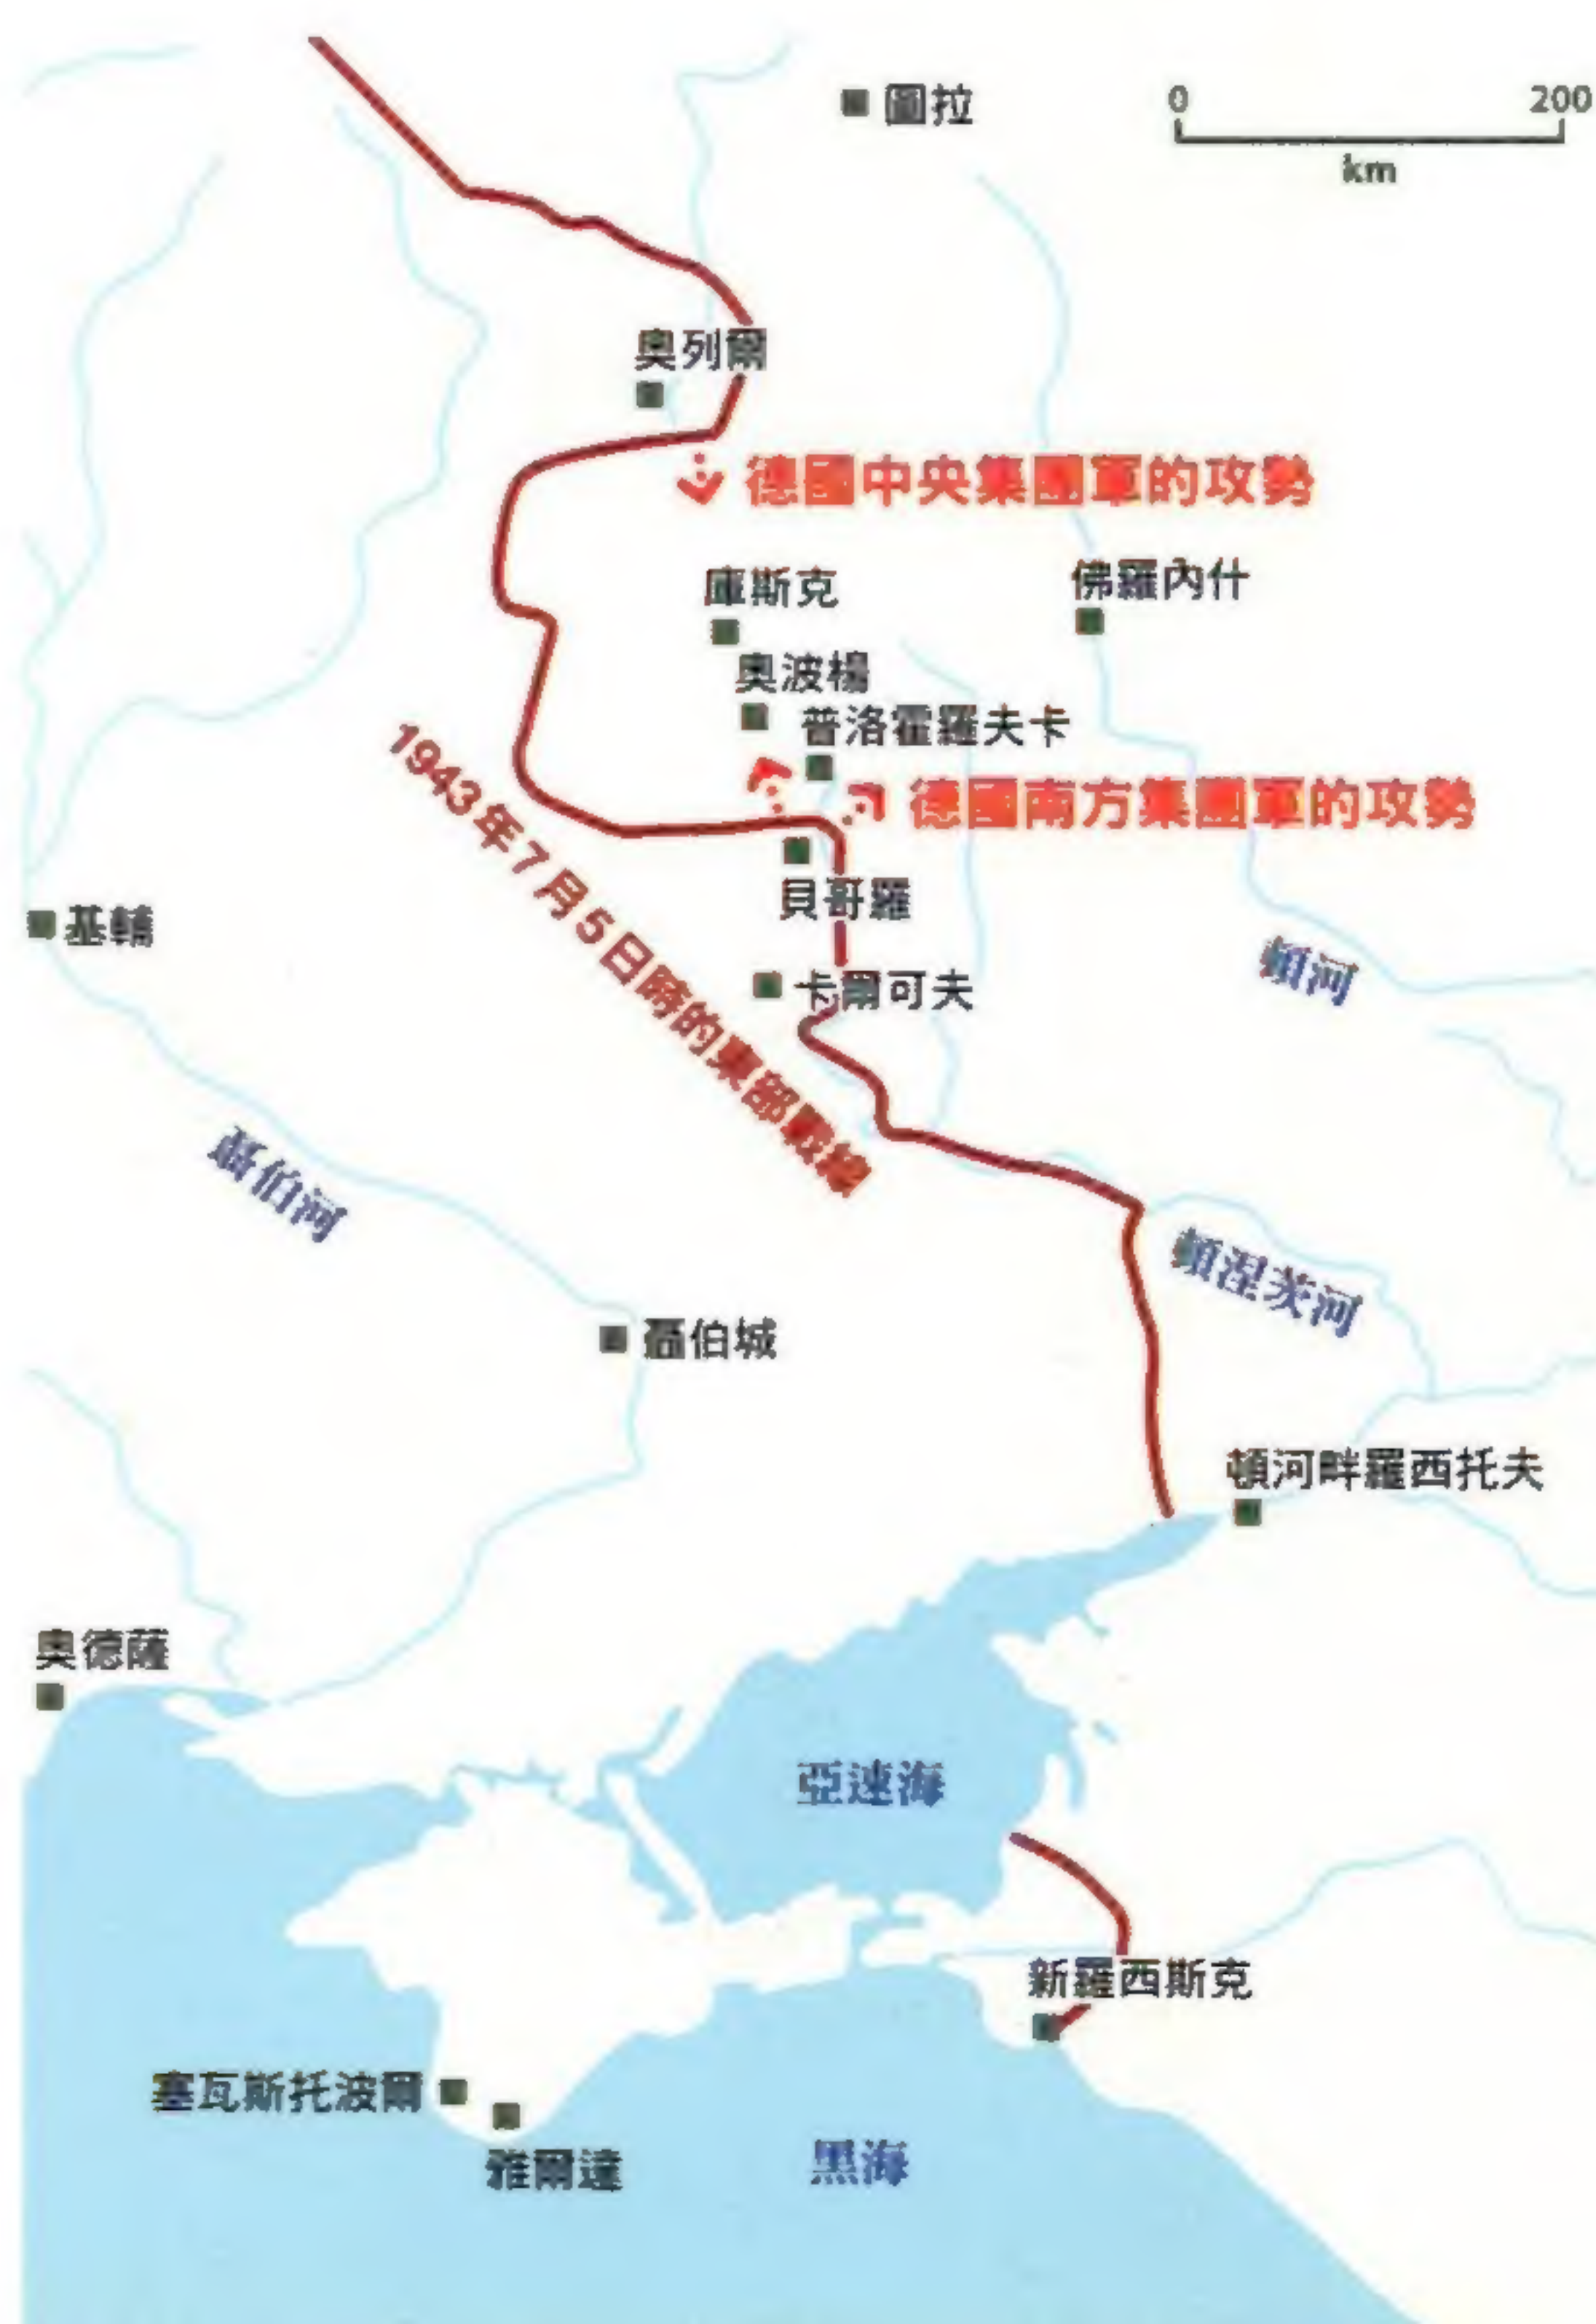 圖拉
0 200
km
奧列爾
德國中央集團軍的攻勢
庫斯克
佛羅內什
奧波楊
普洛霍羅夫卡
1943年7月5日時的東部戰線
德國南方集團軍的攻勢
貝哥羅
基輔
頓河
卡爾可夫
聶伯河
頓涅茨河
聶伯城
頓河畔羅西托夫
奧德薩
亞速海
新羅西斯克
塞瓦斯托波爾
雅爾達
黑海